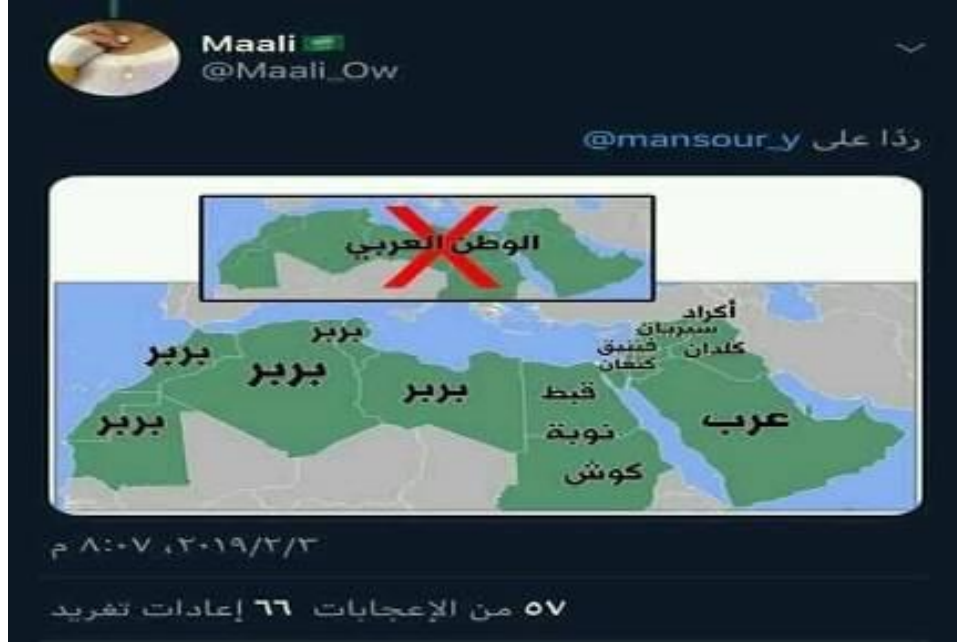 Maali 🇸🇦
@Maali_Ow
ردًا على @mansour_y
الوطن العربي
أكراد
سيريان
فينيق
كلدان
كنعان
بربر
بربر
بربر
بربر
بربر
قبط
نوبة
كوش
عرب
٢٠١٩/٢/٣، ٨:٠٧ م
٥٧ من الإعجابات ٦٦ إعادات تغريد